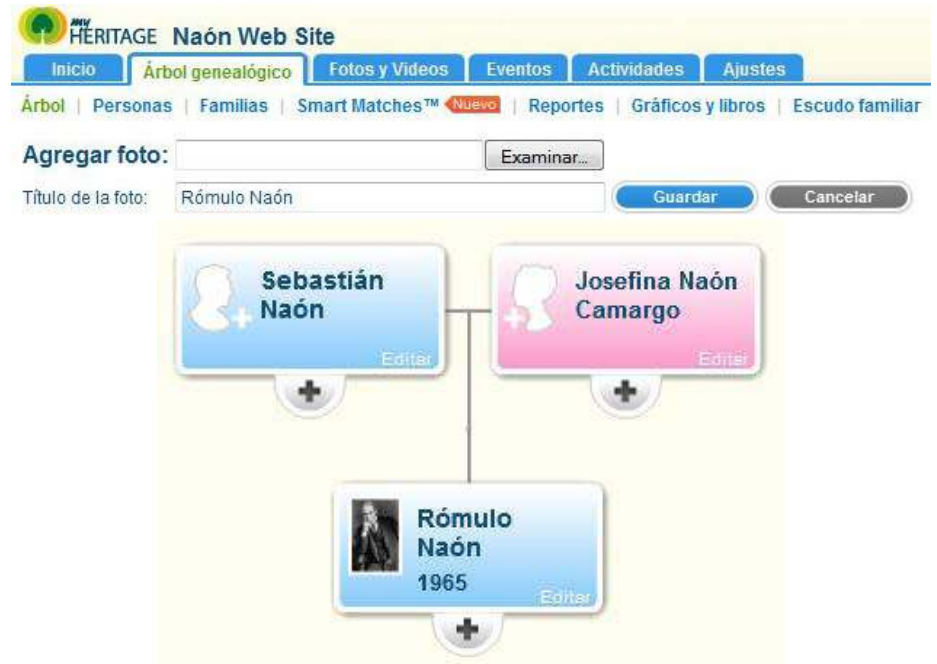 MY HERITAGE Naón Web Site
Inicio Árbol genealógico Fotos y Videos Eventos Actividades Ajustes
Árbol | Personas | Familias | Smart Matches™ Nuevo | Reportes | Gráficos y libros | Escudo familiar
Agregar foto: Examinar...
Título de la foto: Rómulo Naón Guardar Cancelar
Sebastián
Naón
Editar
Josefina Naón
Camargo
Editar
Rómulo
Naón
1965
Editar